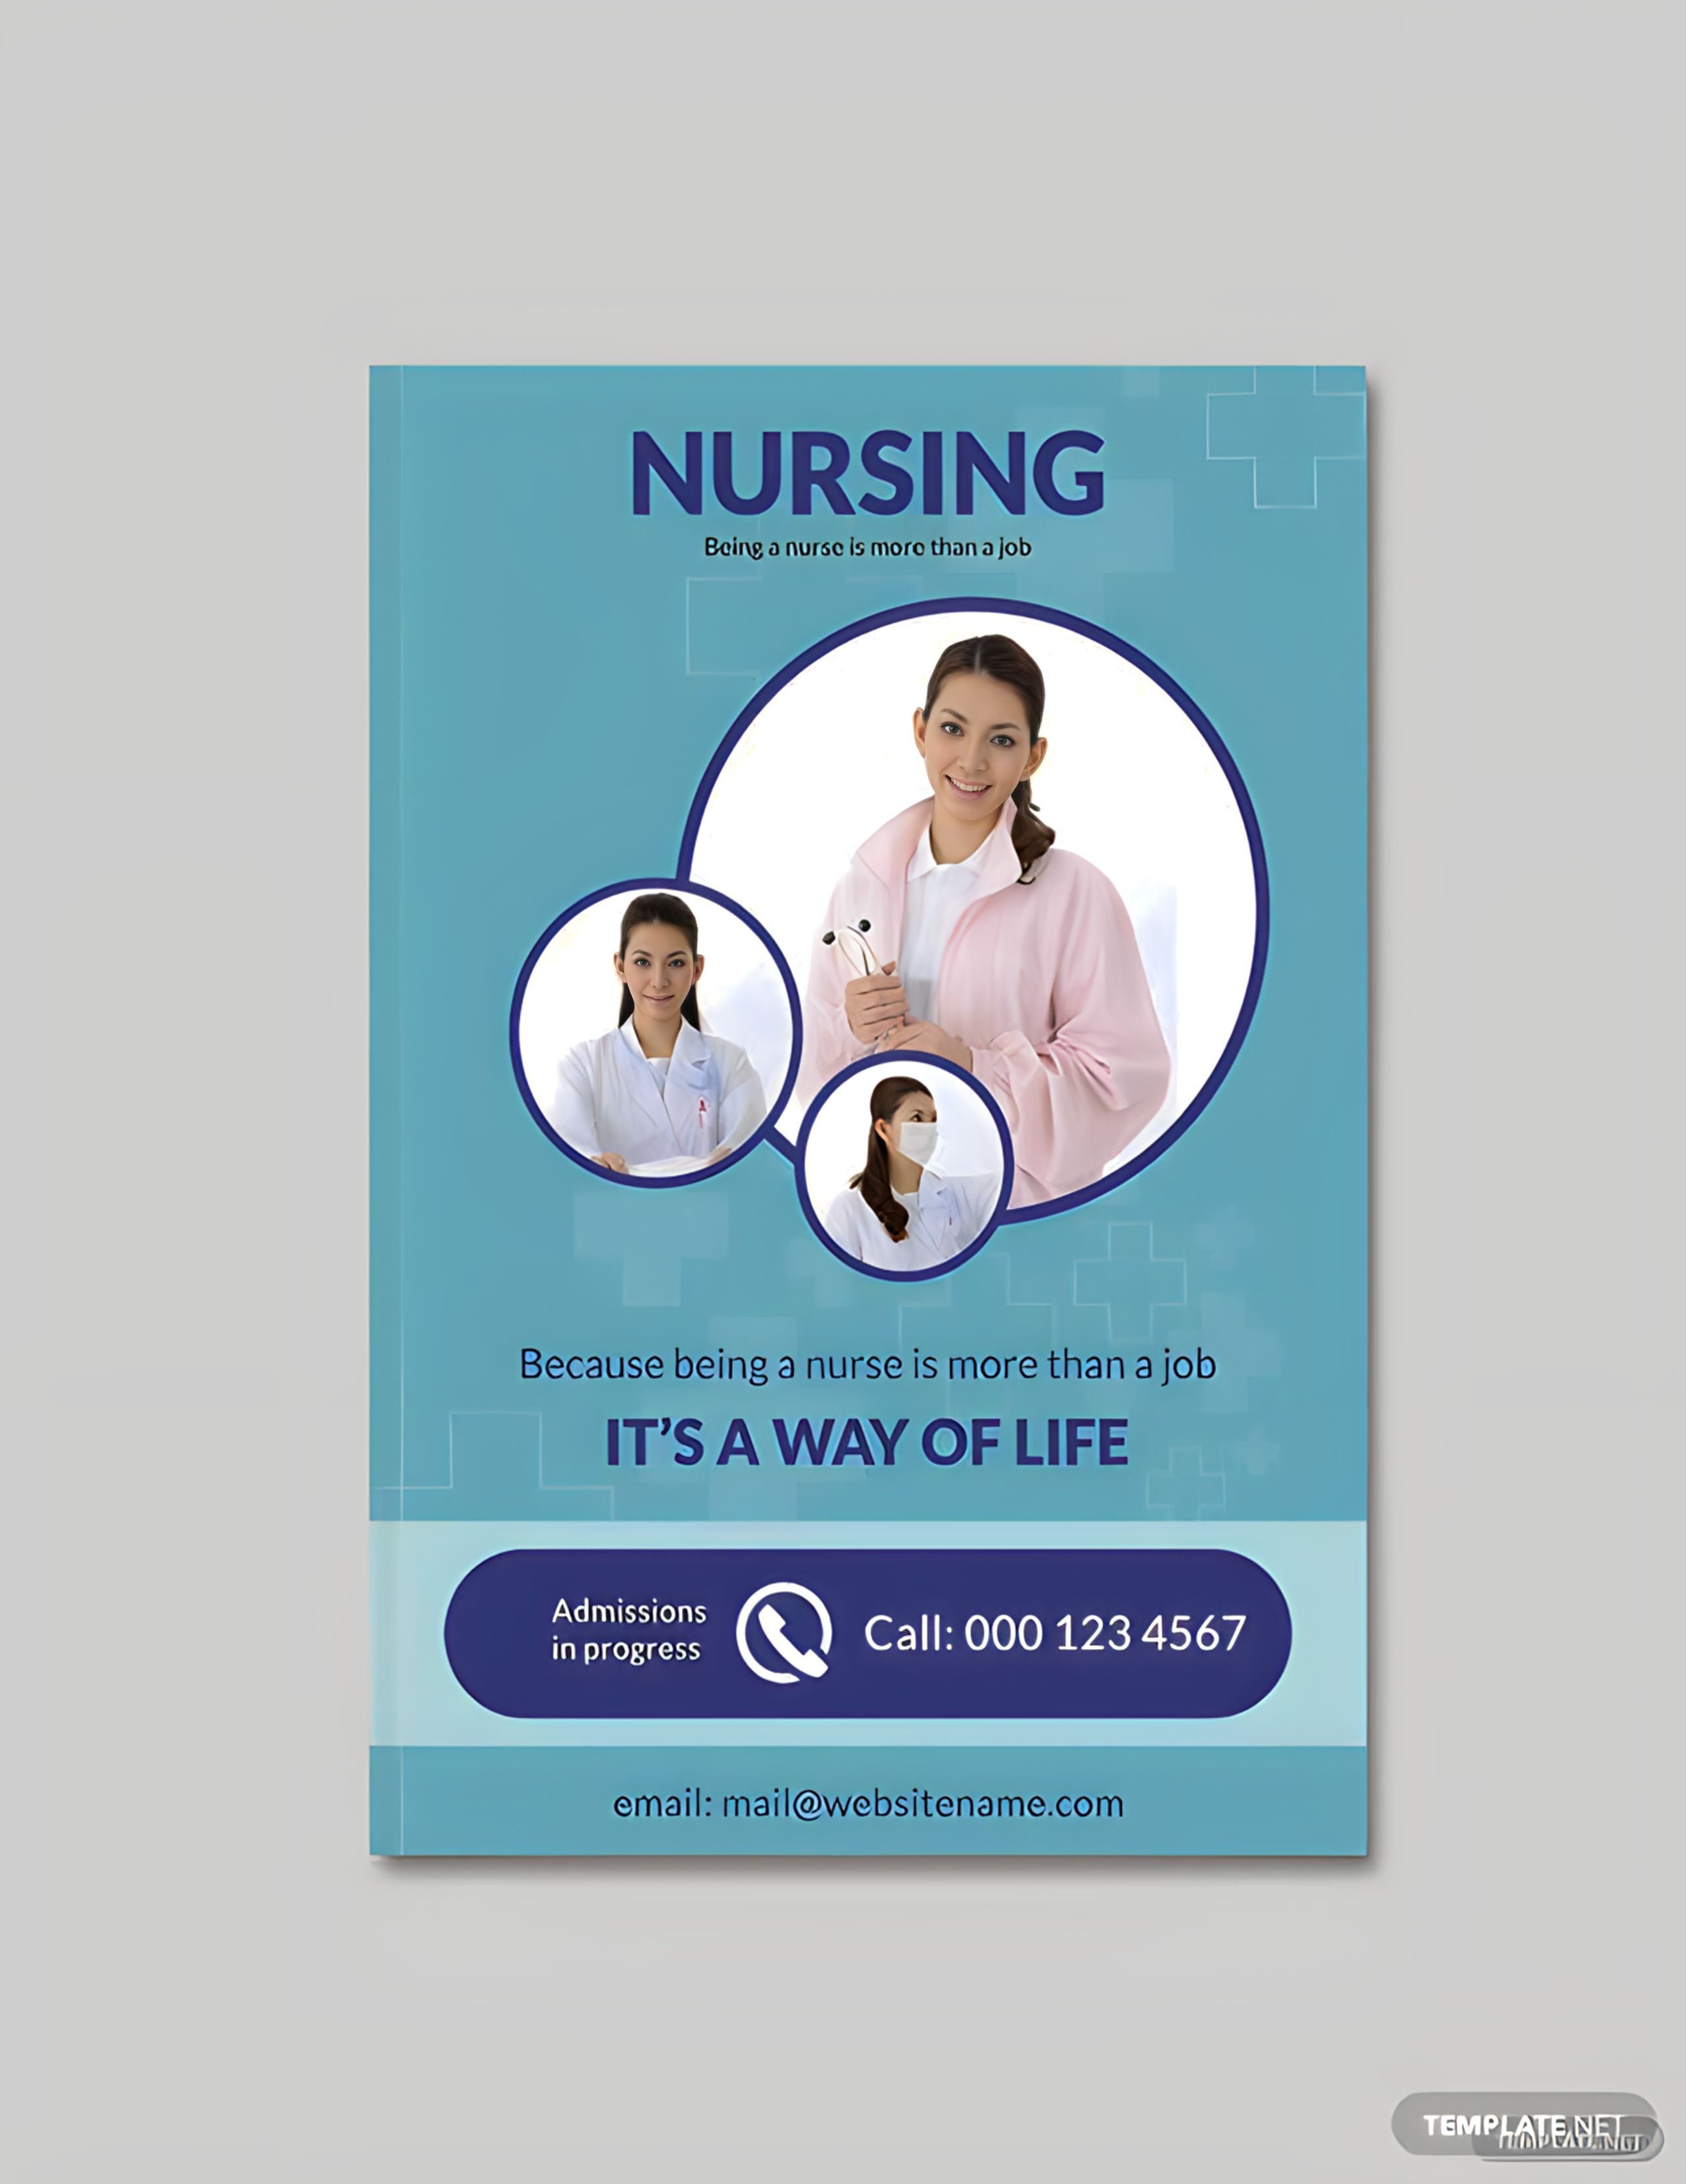 NURSING
Being a nurse is more than a job
Because being a nurse is more than a job
IT'S A WAY OF LIFE
Admissions
in progress
Call: 000 123 4567
email: mail@websitename.com
TEMPLATE.NET